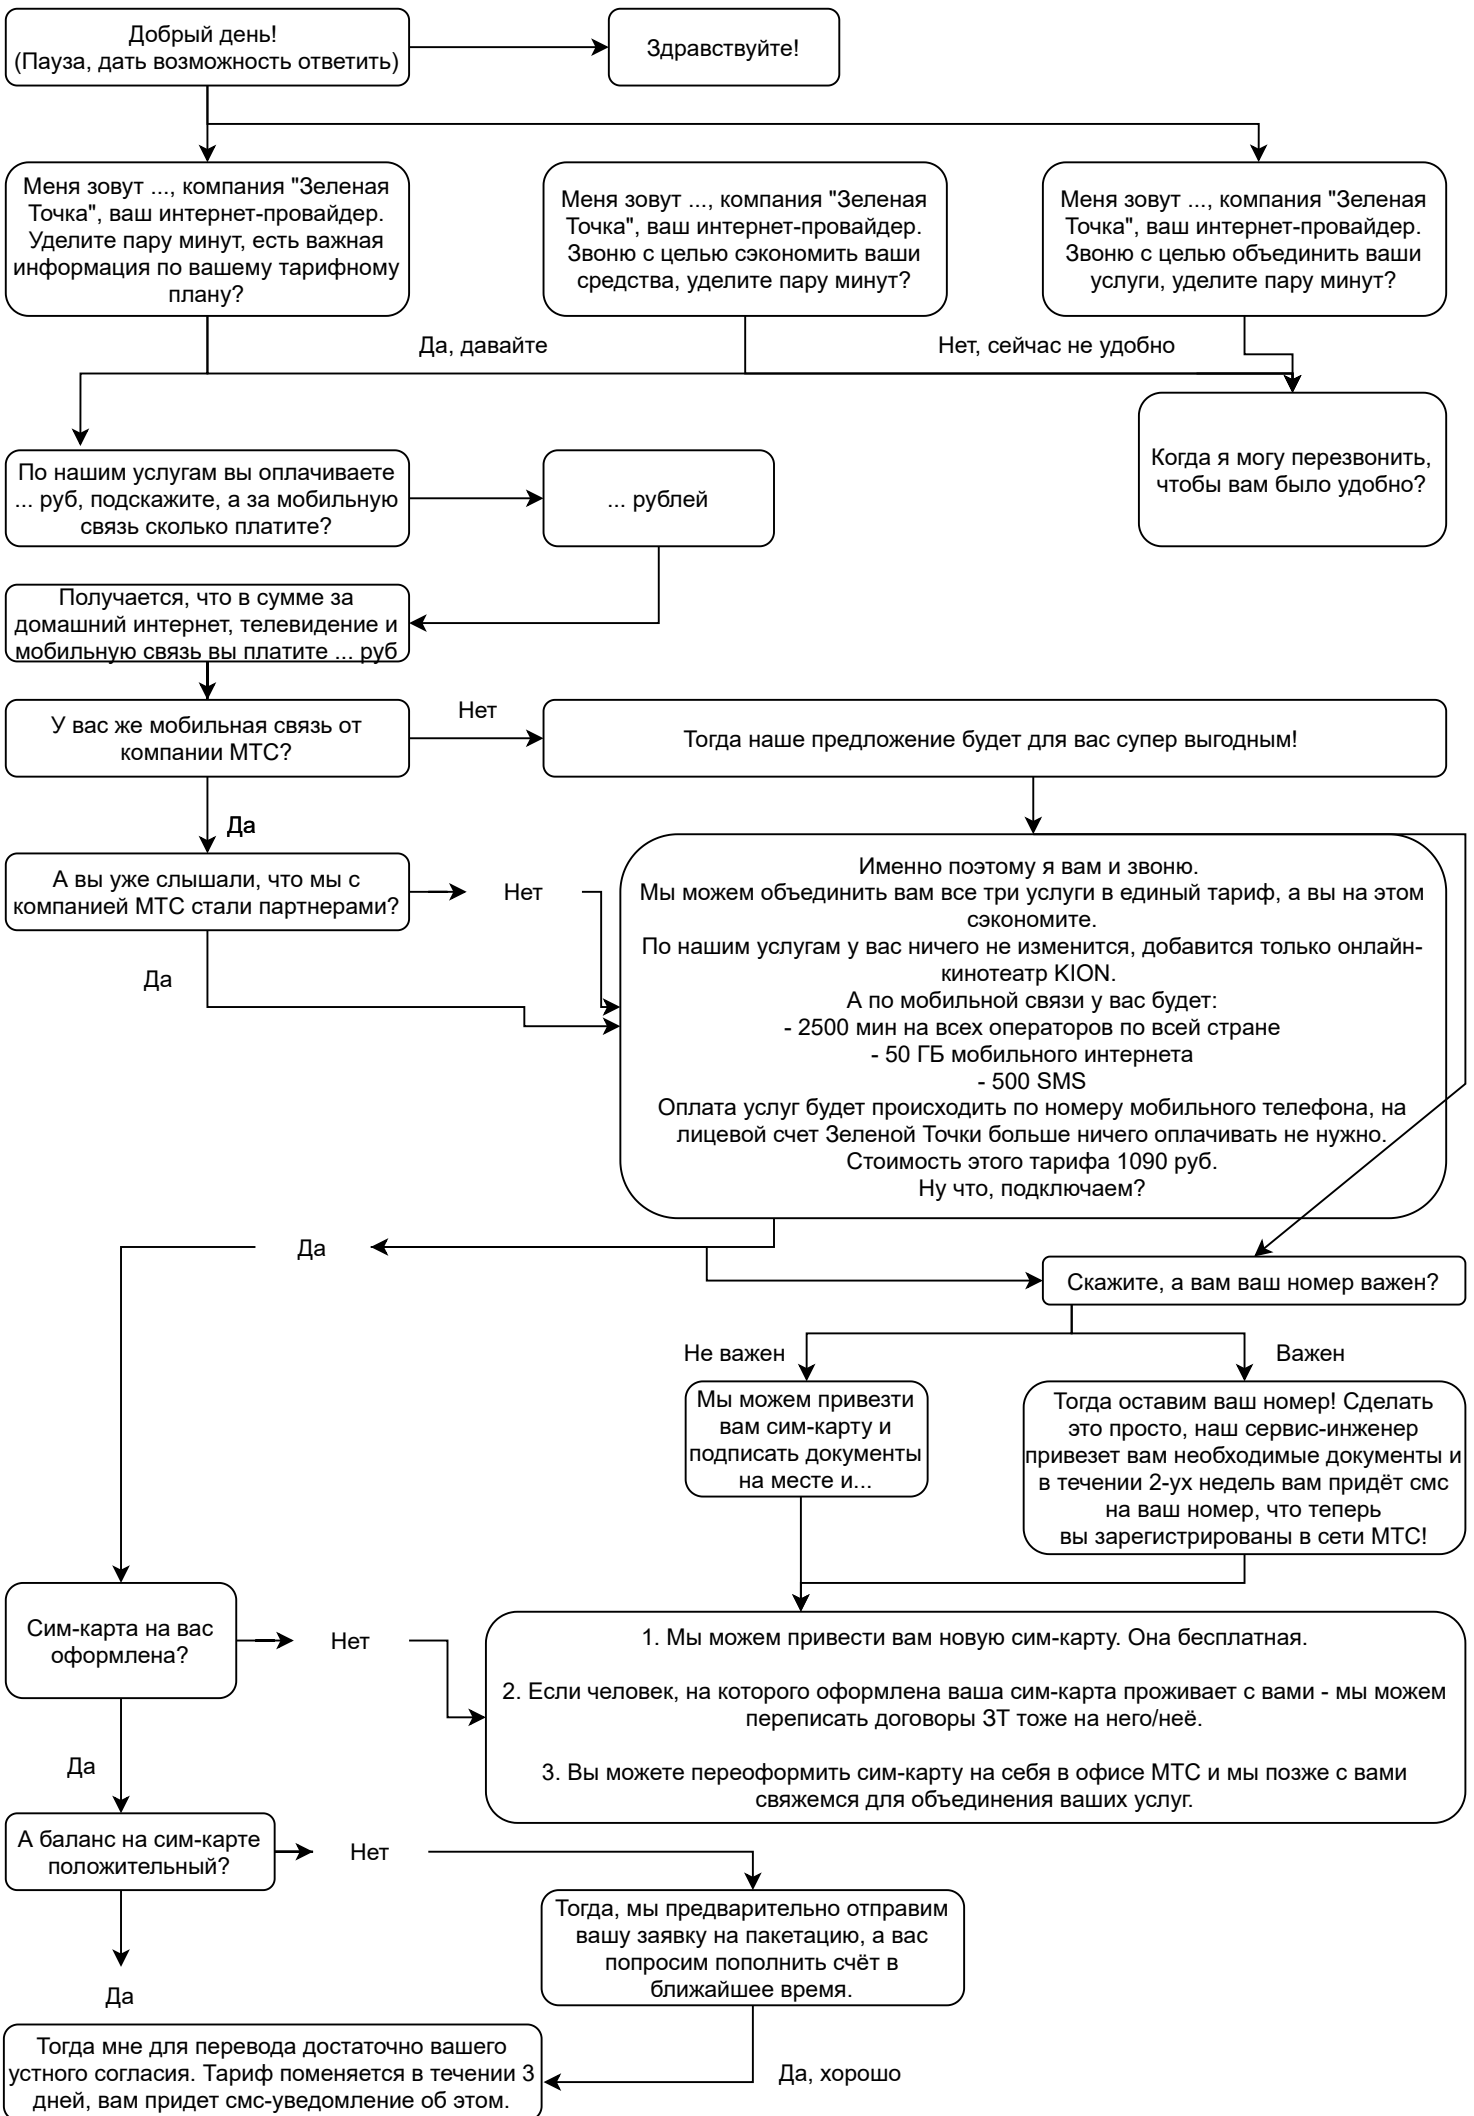 Добрый день!
(Пауза, дать возможность ответить)
Здравствуйте!
Меня зовут ..., компания "Зеленая
Точка", ваш интернет-провайдер.
Уделите пару минут, есть важная
информация по вашему тарифному
плану?
Меня зовут ..., компания "Зеленая
Точка", ваш интернет-провайдер.
Звоню с целью сэкономить ваши
средства, уделите пару минут?
Меня зовут ..., компания "Зеленая
Точка", ваш интернет-провайдер.
Звоню с целью объединить ваши
услуги, уделите пару минут?
Да, давайте
Нет, сейчас не удобно
Когда я могу перезвонить,
чтобы вам было удобно?
По нашим услугам вы оплачиваете
... руб, подскажите, а за мобильную
связь сколько платите?
... рублей
Получается, что в сумме за
домашний интернет, телевидение и
мобильную связь вы платите ... руб
У вас же мобильная связь от
компании МТС?
Нет
Тогда наше предложение будет для вас супер выгодным!
Да
А вы уже слышали, что мы с
компанией МТС стали партнерами?
Нет
Да
Именно поэтому я вам и звоню.
Мы можем объединить вам все три услуги в единый тариф, а вы на этом
сэкономите.
По нашим услугам у вас ничего не изменится, добавится только онлайн-
кинотеатр KION.
А по мобильной связи у вас будет:
- 2500 мин на всех операторов по всей стране
- 50 ГБ мобильного интернета
- 500 SMS
Оплата услуг будет происходить по номеру мобильного телефона, на
лицевой счет Зеленой Точки больше ничего оплачивать не нужно.
Стоимость этого тарифа 1090 руб.
Ну что, подключаем?
Да
Скажите, а вам ваш номер важен?
Не важен
Важен
Мы можем привезти
вам сим-карту и
подписать документы
на месте и...
Тогда оставим ваш номер! Сделать
это просто, наш сервис-инженер
привезет вам необходимые документы и
в течении 2-ух недель вам придёт смс
на ваш номер, что теперь
вы зарегистрированы в сети МТС!
Сим-карта на вас
оформлена?
Нет
1. Мы можем привести вам новую сим-карту. Она бесплатная.
2. Если человек, на которого оформлена ваша сим-карта проживает с вами - мы можем
переписать договоры ЗТ тоже на него/неё.
3. Вы можете переоформить сим-карту на себя в офисе МТС и мы позже с вами
свяжемся для объединения ваших услуг.
Да
А баланс на сим-карте
положительный?
Нет
Тогда, мы предварительно отправим
вашу заявку на пакетацию, а вас
попросим пополнить счёт в
ближайшее время.
Да
Тогда мне для перевода достаточно вашего
устного согласия. Тариф поменяется в течении 3
дней, вам придет смс-уведомление об этом.
Да, хорошо